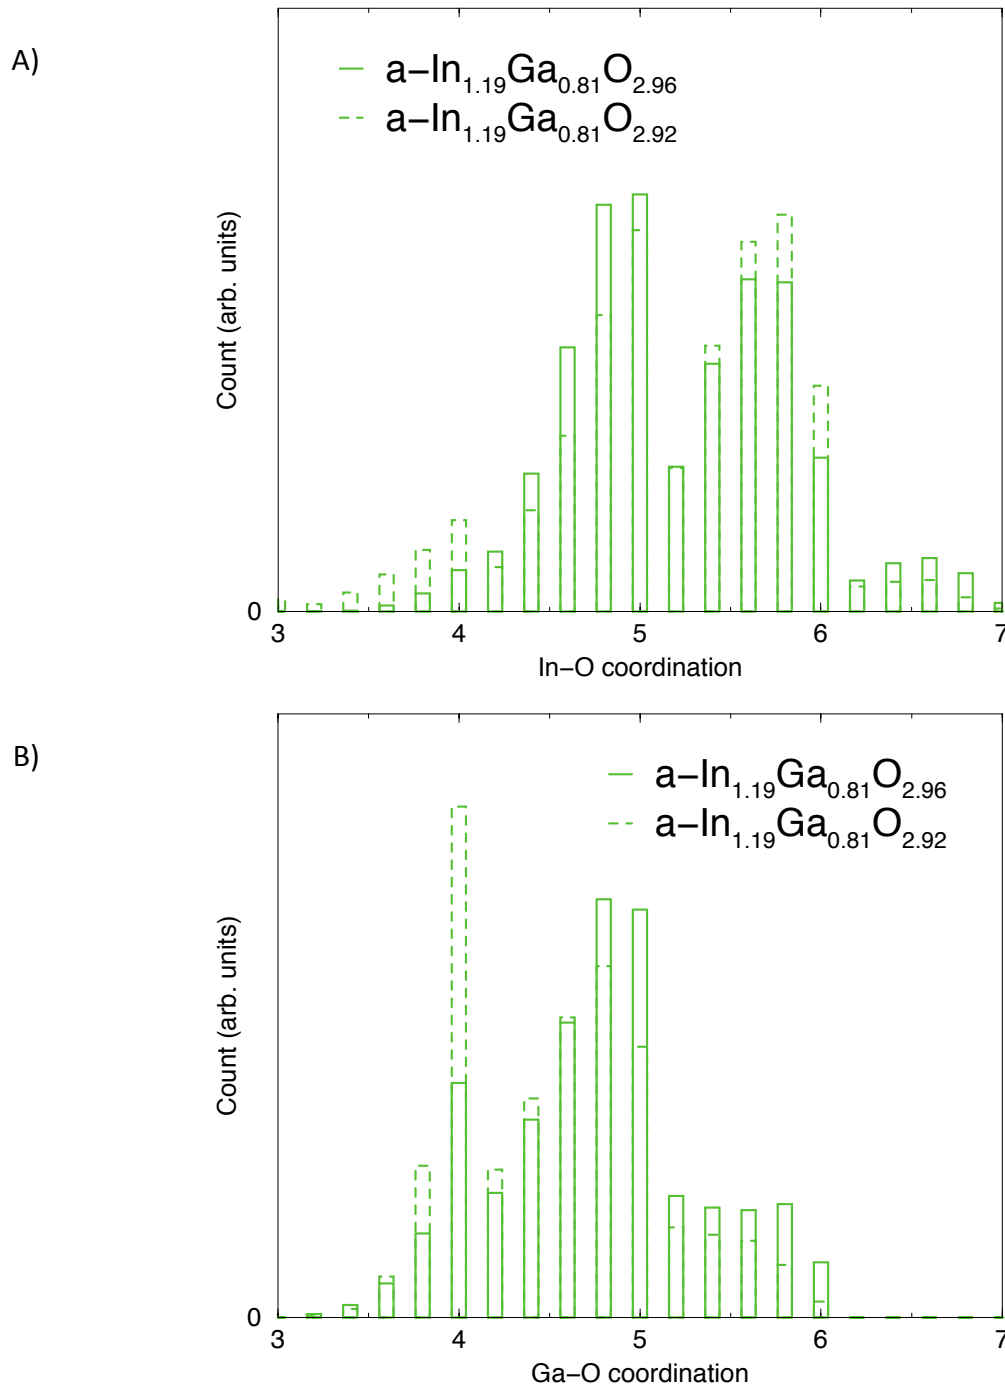 A)
a–In₁.₁₉Ga₀.₈₁O₂.₉₆
a–In₁.₁₉Ga₀.₈₁O₂.₉₂
Count (arb. units)
0
3 4 5 6 7
In–O coordination
B)
a–In₁.₁₉Ga₀.₈₁O₂.₉₆
a–In₁.₁₉Ga₀.₈₁O₂.₉₂
Count (arb. units)
0
3 4 5 6 7
Ga–O coordination